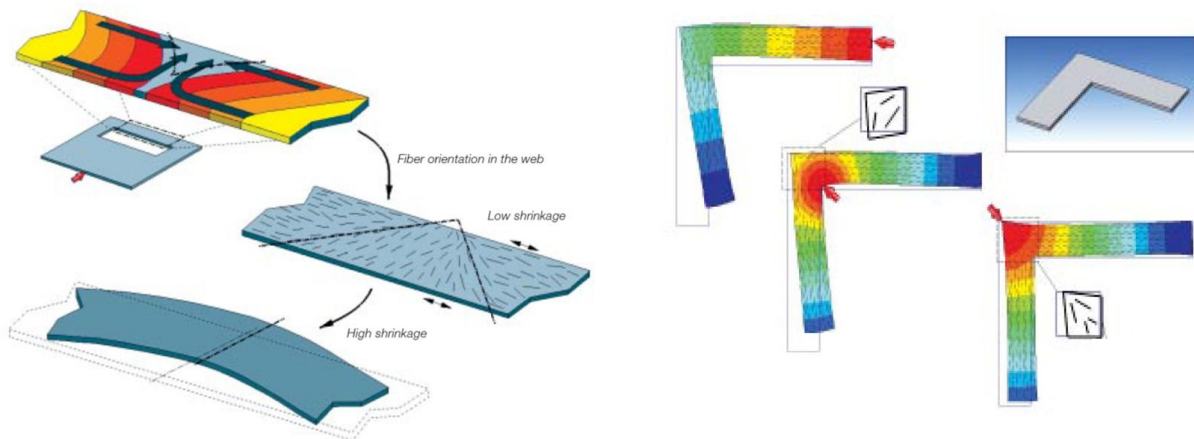 Fiber orientation in the web
Low shrinkage
High shrinkage